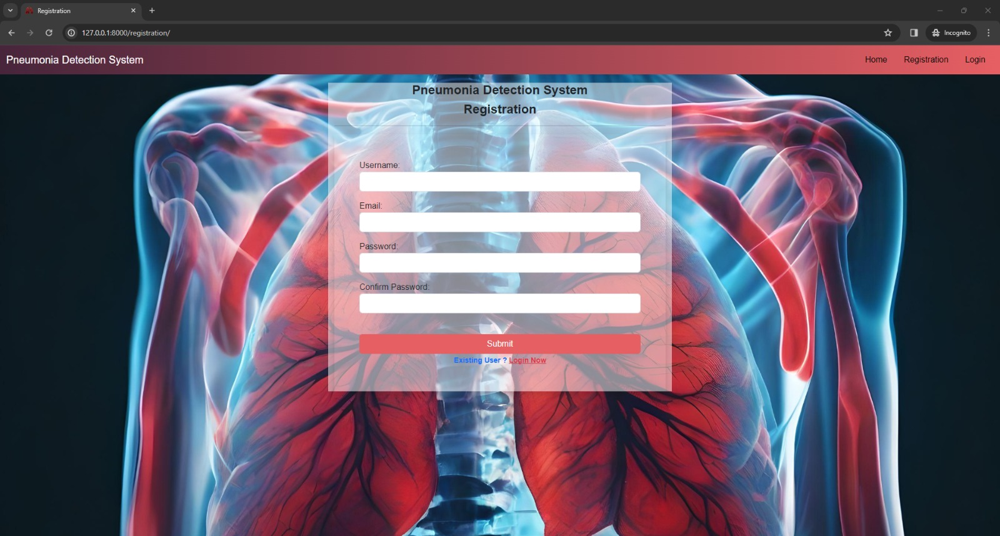 Registration
127.0.0.1:8000/registration/
Incognito
Pneumonia Detection System
Home Registration Login
Pneumonia Detection System
Registration
Username:
Email:
Password:
Confirm Password:
Submit
Existing User ? Login Now